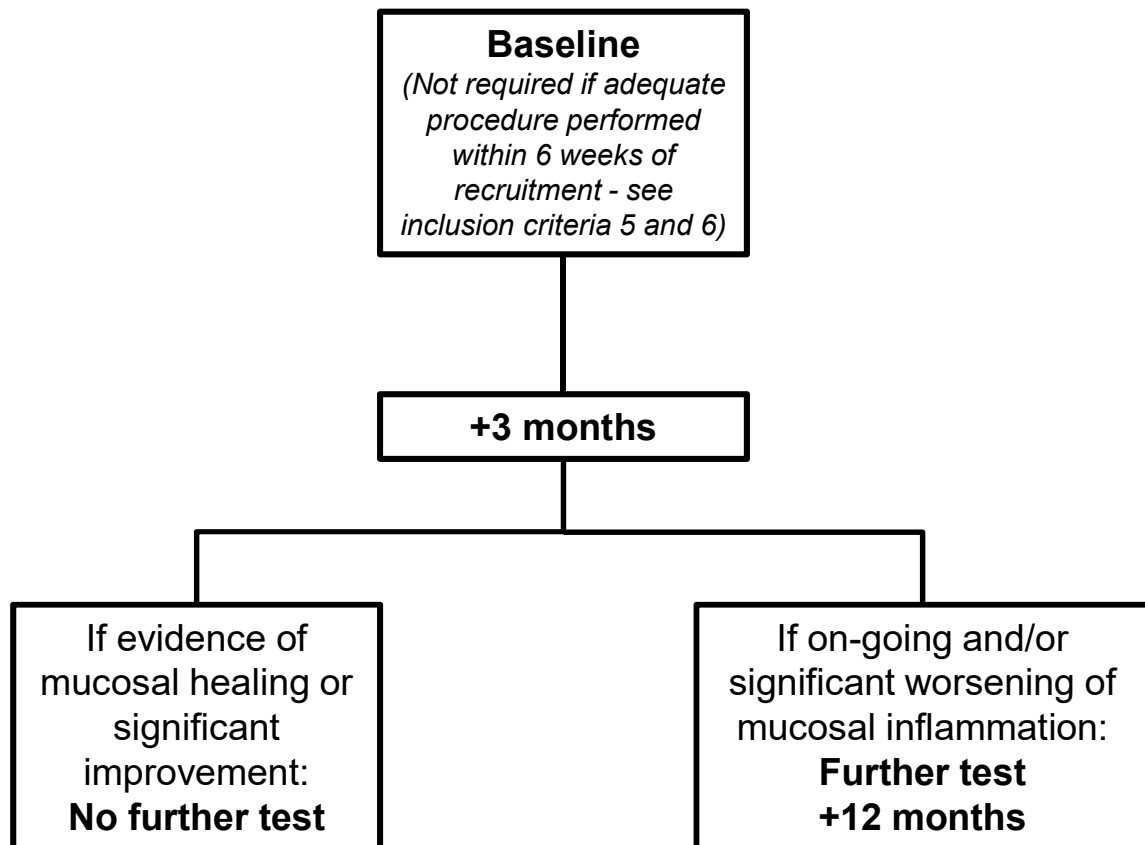 Baseline
(Not required if adequate
procedure performed
within 6 weeks of
recruitment - see
inclusion criteria 5 and 6)
+3 months
If evidence of
mucosal healing or
significant
improvement:
No further test
If on-going and/or
significant worsening of
mucosal inflammation:
Further test
+12 months